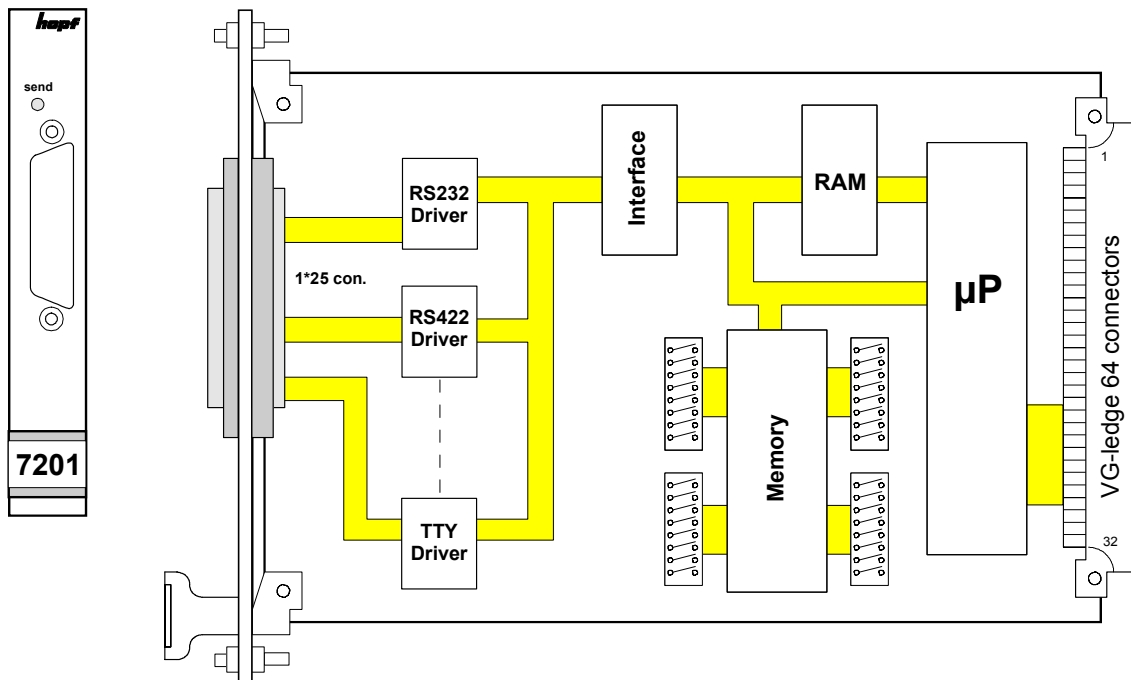 hopf
send
7201
1*25 con.
RS232
Driver
RS422
Driver
TTY
Driver
Interface
RAM
Memory
µP
1
VG-ledge 64 connectors
32